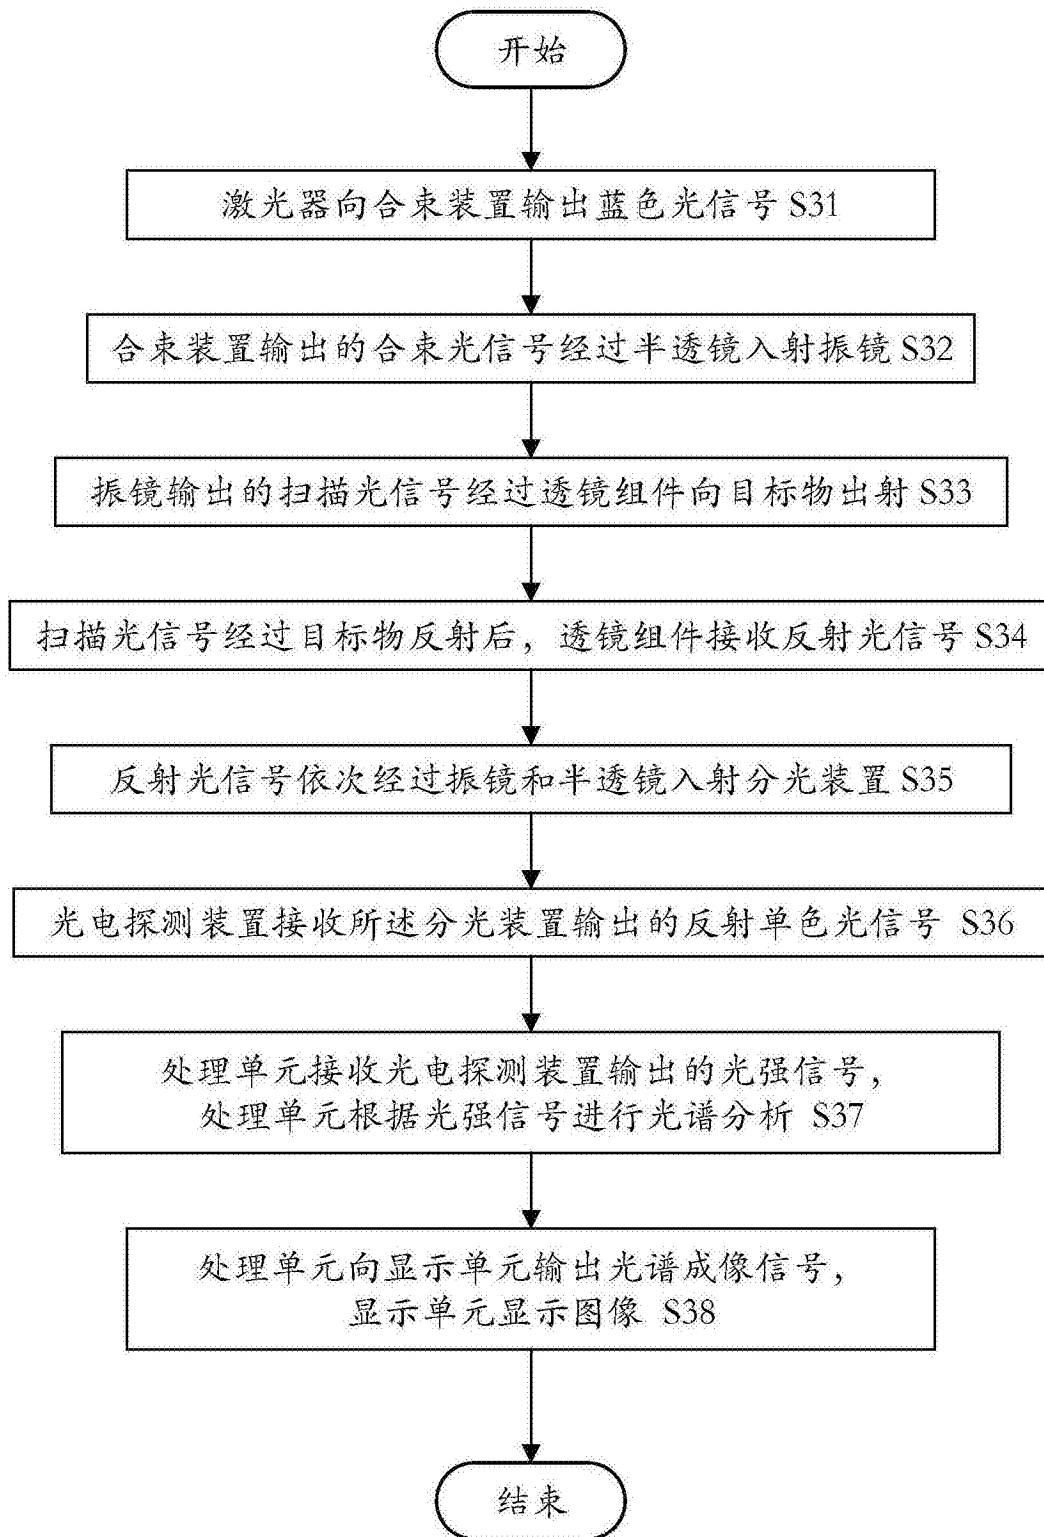 开始
激光器向合束装置输出蓝色光信号 S31
合束装置输出的合束光信号经过半透镜入射振镜 S32
振镜输出的扫描光信号经过透镜组件向目标物出射 S33
扫描光信号经过目标物反射后，透镜组件接收反射光信号 S34
反射光信号依次经过振镜和半透镜入射分光装置 S35
光电探测装置接收所述分光装置输出的反射单色光信号 S36
处理单元接收光电探测装置输出的光强信号，
处理单元根据光强信号进行光谱分析 S37
处理单元向显示单元输出光谱成像信号，
显示单元显示图像 S38
结束